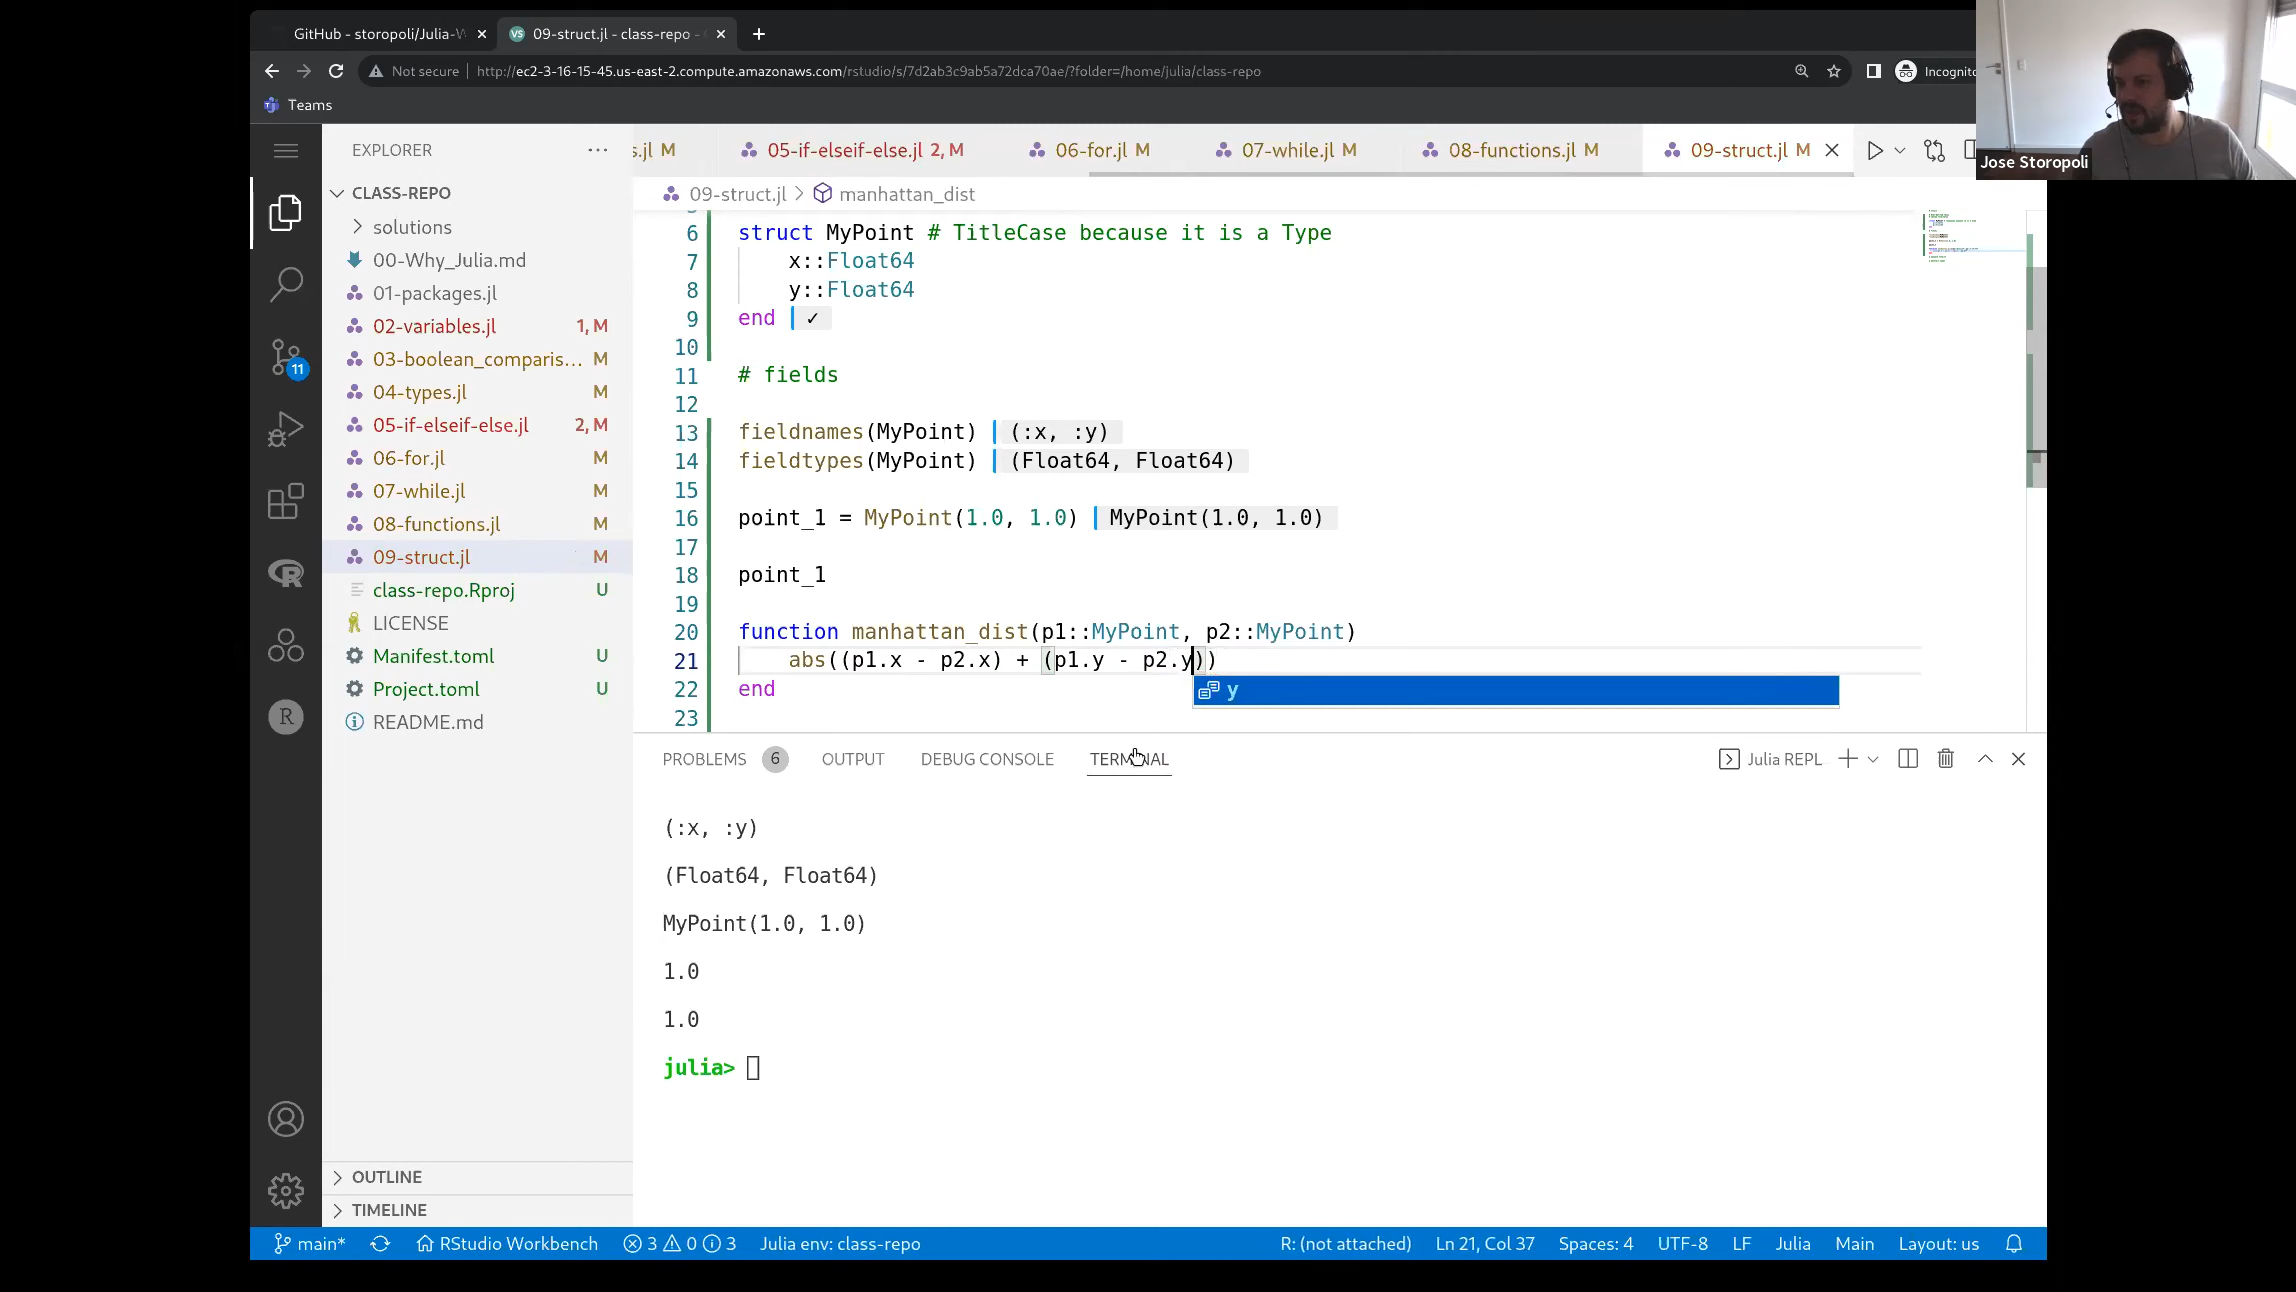 GitHub - storopoli/Julia-W
09-struct.jl - class-repo -
Not secure
http://ec2-3-16-15-45.us-east-2.compute.amazonaws.com/rstudio/s/7d2ab3c9ab5a72dca70ae/?folder=/home/julia/class-repo
Incognito
Teams
Jose Storopoli
EXPLORER
CLASS-REPO
solutions
00-Why_Julia.md
01-packages.jl
02-variables.jl 1, M
03-boolean_comparis... M
04-types.jl M
05-if-elseif-else.jl 2, M
06-for.jl M
07-while.jl M
08-functions.jl M
09-struct.jl M
class-repo.Rproj U
LICENSE
Manifest.toml U
Project.toml U
README.md
11
OUTLINE
TIMELINE
s.jl M 05-if-elseif-else.jl 2, M 06-for.jl M 07-while.jl M 08-functions.jl M 09-struct.jl M
09-struct.jl > manhattan_dist
6 struct MyPoint # TitleCase because it is a Type
7 x::Float64
8 y::Float64
9 end ✓
10
11 # fields
12
13 fieldnames(MyPoint) (:x, :y)
14 fieldtypes(MyPoint) (Float64, Float64)
15
16 point_1 = MyPoint(1.0, 1.0) MyPoint(1.0, 1.0)
17
18 point_1
19
20 function manhattan_dist(p1::MyPoint, p2::MyPoint)
21 abs((p1.x - p2.x) + (p1.y - p2.y))
22 end
y
23
PROBLEMS 6 OUTPUT DEBUG CONSOLE TERMINAL
Julia REPL
(:x, :y)
(Float64, Float64)
MyPoint(1.0, 1.0)
1.0
1.0
julia>
main* RStudio Workbench 3 0 3 Julia env: class-repo
R: (not attached) Ln 21, Col 37 Spaces: 4 UTF-8 LF Julia Main Layout: us